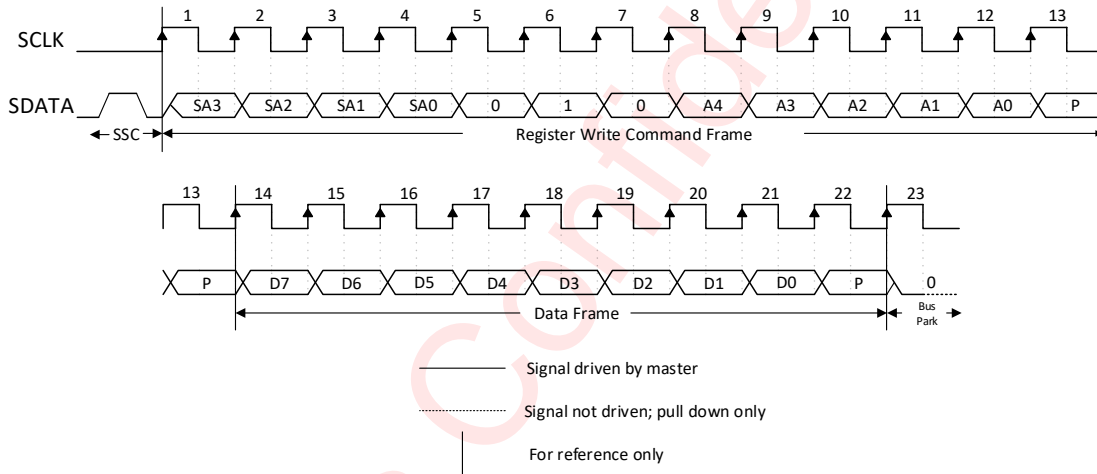 1 2 3 4 5 6 7 8 9 10 11 12 13
SCLK
SDATA SA3 SA2 SA1 SA0 0 1 0 A4 A3 A2 A1 A0 P
SSC Register Write Command Frame
13 14 15 16 17 18 19 20 21 22 23
P D7 D6 D5 D4 D3 D2 D1 D0 P 0
Data Frame Bus
Park
Signal driven by master
Signal not driven; pull down only
For reference only
Confide